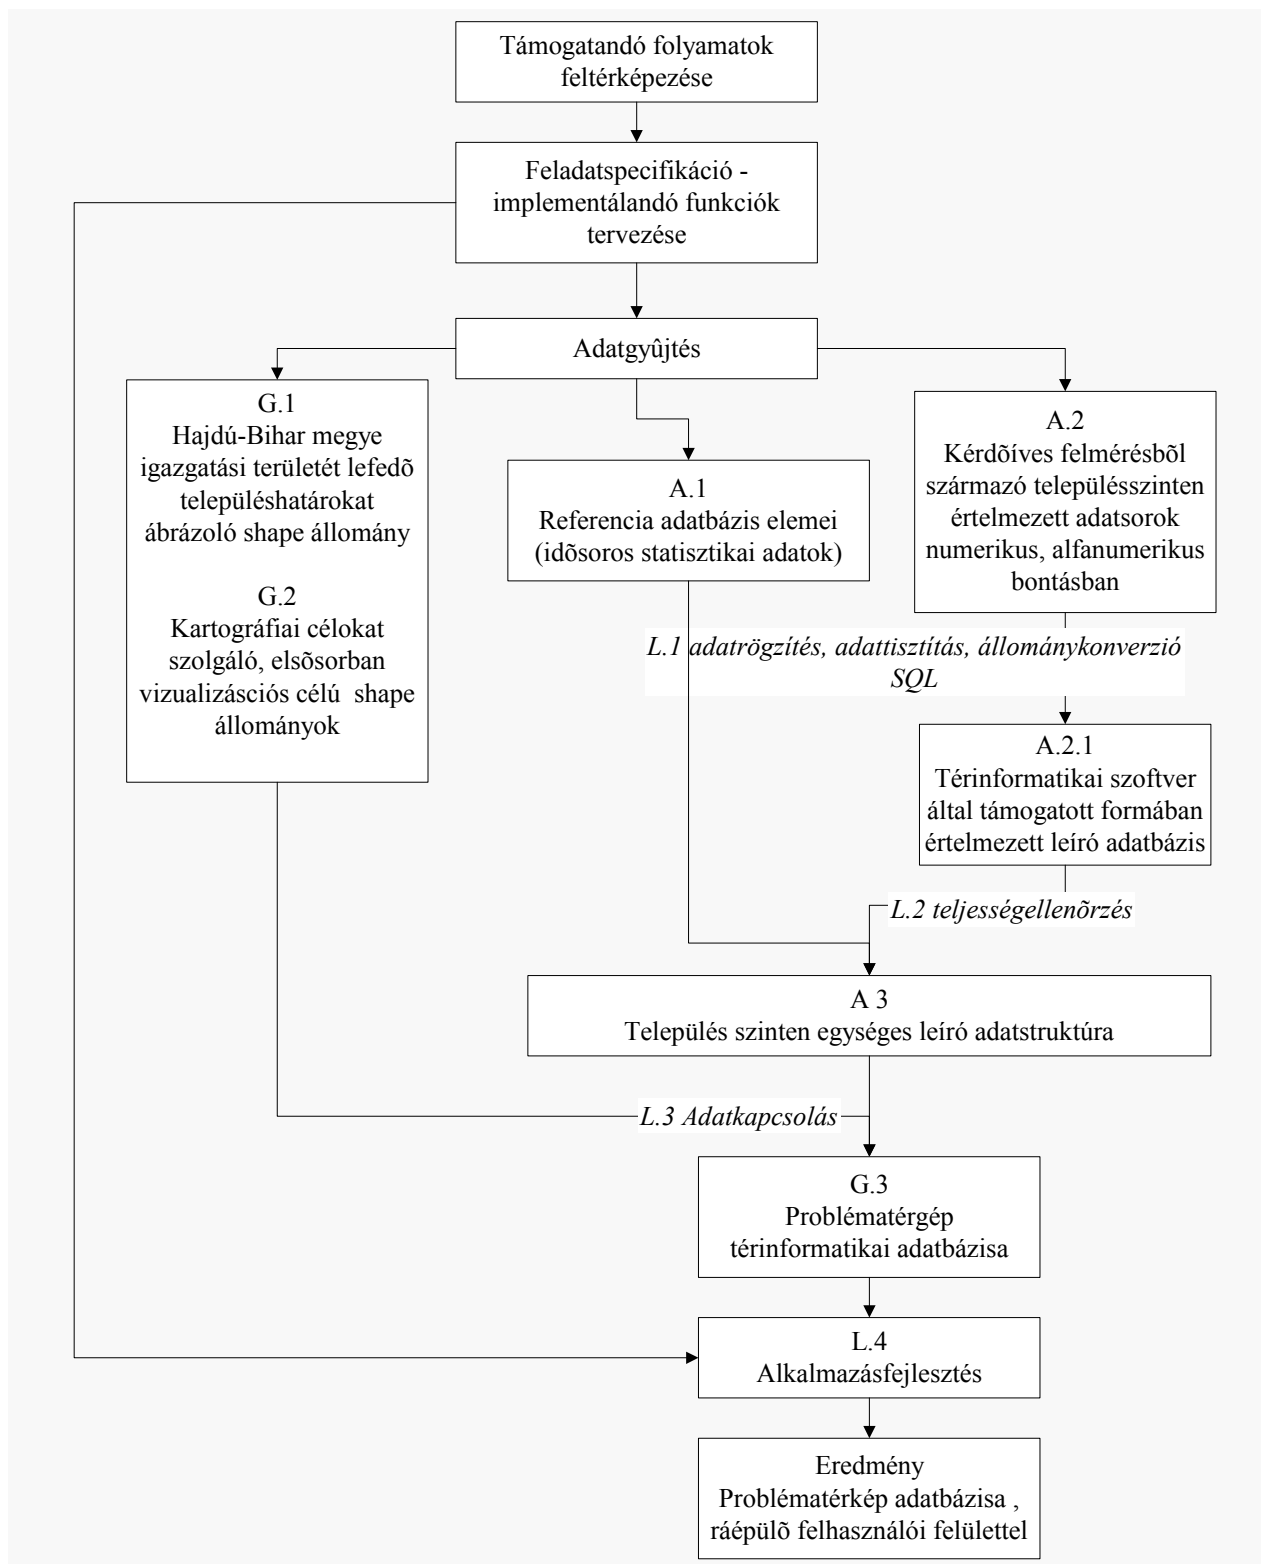 Támogatandó folyamatok
feltérképezése
Feladatspecifikáció -
implementálandó funkciók
tervezése
Adatgyûjtés
G.1
Hajdú-Bihar megye
igazgatási területét lefedõ
településhatárokat
ábrázoló shape állomány
G.2
Kartográfiai célokat
szolgáló, elsõsorban
vizualizásciós célú  shape
állományok
A.1
Referencia adatbázis elemei
(idõsoros statisztikai adatok)
A.2
Kérdõíves felmérésbõl
származó településszinten
értelmezett adatsorok
numerikus, alfanumerikus
bontásban
L.1 adatrögzítés, adattisztítás, állománykonverzió
SQL
A.2.1
Térinformatikai szoftver
által támogatott formában
értelmezett leíró adatbázis
L.2 teljességellenõrzés
A 3
Település szinten egységes leíró adatstruktúra
L.3 Adatkapcsolás
G.3
Problématérgép
térinformatikai adatbázisa
L.4
Alkalmazásfejlesztés
Eredmény
Problématérkép adatbázisa ,
ráépülõ felhasználói felülettel